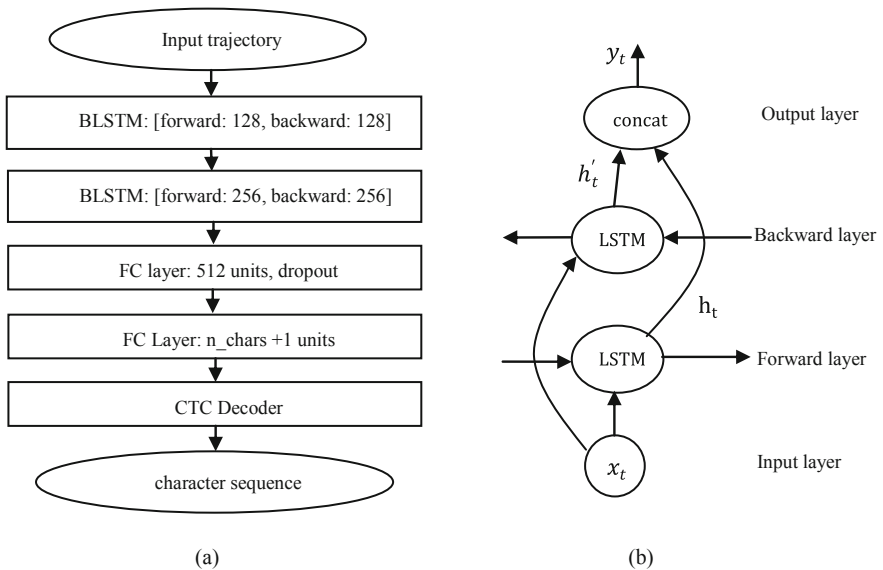 Input trajectory
BLSTM: [forward: 128, backward: 128]
BLSTM: [forward: 256, backward: 256]
FC layer: 512 units, dropout
FC Layer: n_chars +1 units
CTC Decoder
character sequence
(a)
y_t
concat
Output layer
h_t'
LSTM
Backward layer
h_t
LSTM
Forward layer
x_t
Input layer
(b)